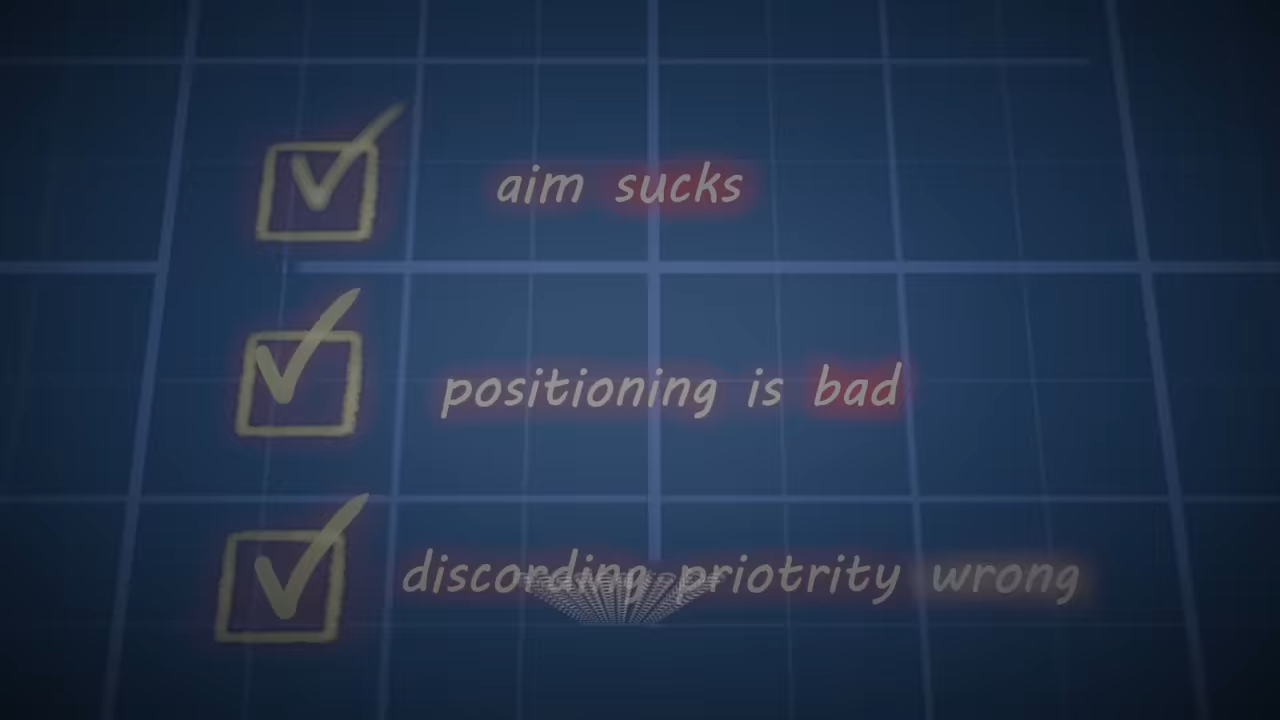 aim sucks
positioning is bad
discording priotrity wrong